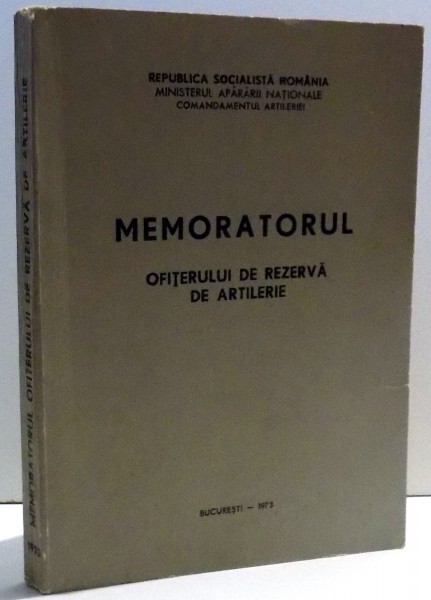 REPUBLICA SOCIALISTĂ ROMÂNIA
MINISTERUL APĂRĂRII NAȚIONALE
COMANDAMENTUL ARTILERIEI
MEMORATORUL
OFIȚERULUI DE REZERVĂ
DE ARTILERIE
BUCUREȘTI — 1973
MEMORATORUL OFIȚERULUI DE REZERVĂ DE ARTILERIE